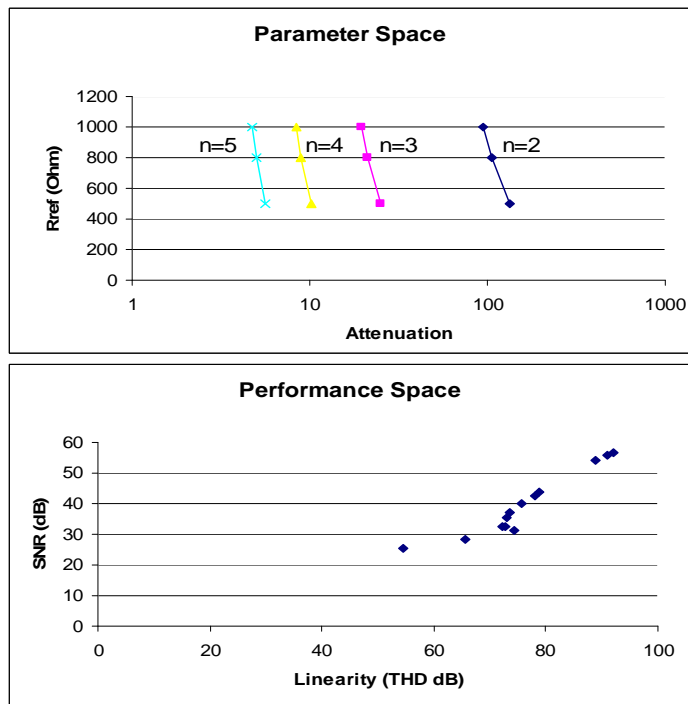 Parameter Space
1200
1000
800
600
400
200
0
Rref (Ohm)
n=5 n=4 n=3 n=2
1 10 100 1000
Attenuation
Performance Space
60
50
40
30
20
10
0
SNR (dB)
0 20 40 60 80 100
Linearity (THD dB)